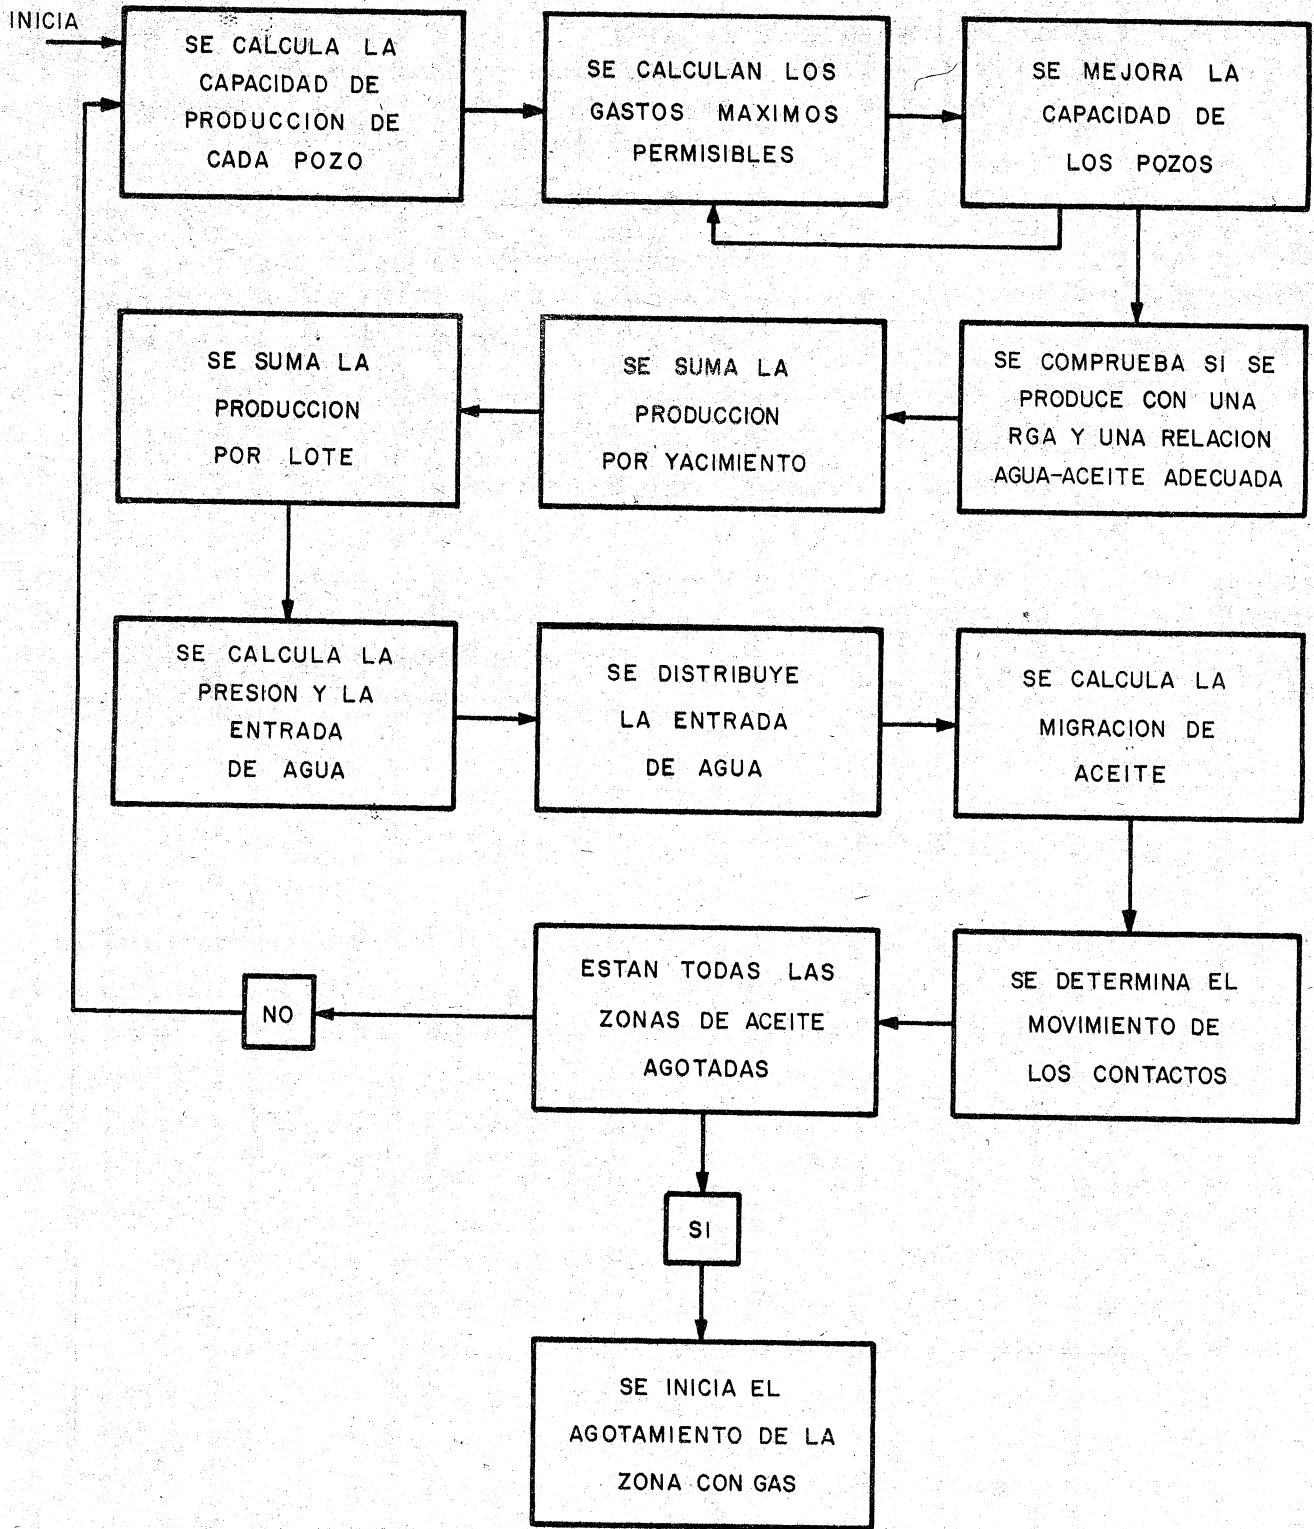 INICIA
SE CALCULA LA
CAPACIDAD DE
PRODUCCION DE
CADA POZO
SE CALCULAN LOS
GASTOS MAXIMOS
PERMISIBLES
SE MEJORA LA
CAPACIDAD DE
LOS POZOS
SE COMPRUEBA SI SE
PRODUCE CON UNA
RGA Y UNA RELACION
AGUA-ACEITE ADECUADA
SE SUMA LA
PRODUCCION
POR YACIMIENTO
SE SUMA LA
PRODUCCION
POR LOTE
SE CALCULA LA
PRESION Y LA
ENTRADA
DE AGUA
SE DISTRIBUYE
LA ENTRADA
DE AGUA
SE CALCULA LA
MIGRACION DE
ACEITE
SE DETERMINA EL
MOVIMIENTO DE
LOS CONTACTOS
ESTAN TODAS LAS
ZONAS DE ACEITE
AGOTADAS
NO
SI
SE INICIA EL
AGOTAMIENTO DE LA
ZONA CON GAS